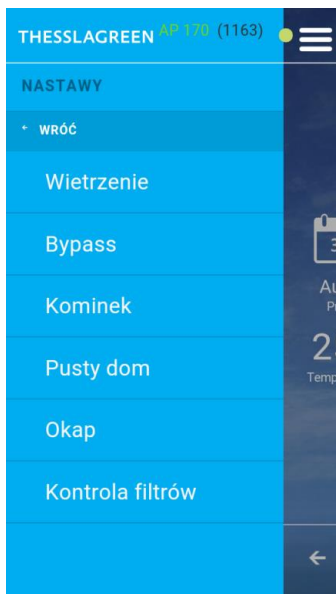 THESSLAGREEN AP 170 (1163)
NASTAWY
WRÓĆ
Wietrzenie
Bypass
Kominek
Pusty dom
Okap
Kontrola filtrów